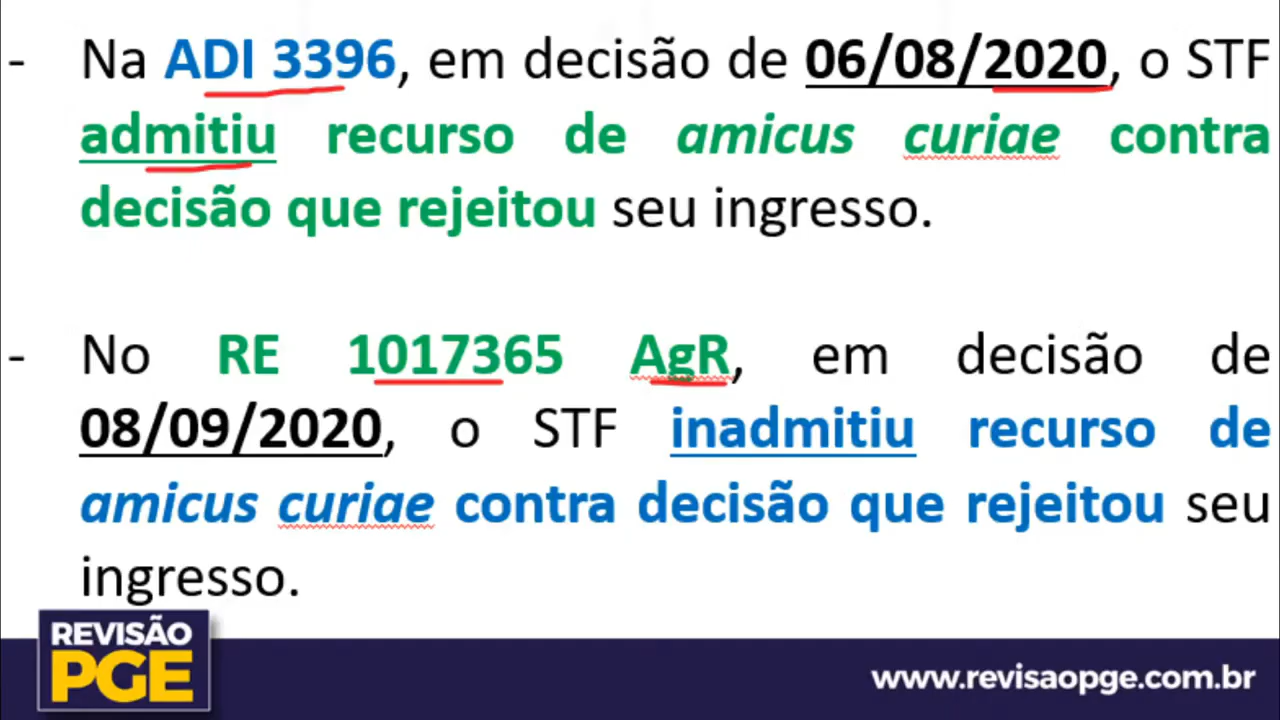 - Na ADI 3396, em decisão de 06/08/2020, o STF
admitiu recurso de amicus curiae contra
decisão que rejeitou seu ingresso.
- No RE 1017365 AgR, em decisão de
08/09/2020, o STF inadmitiu recurso de
amicus curiae contra decisão que rejeitou seu
ingresso.
REVISÃO
PGE
www.revisaopge.com.br